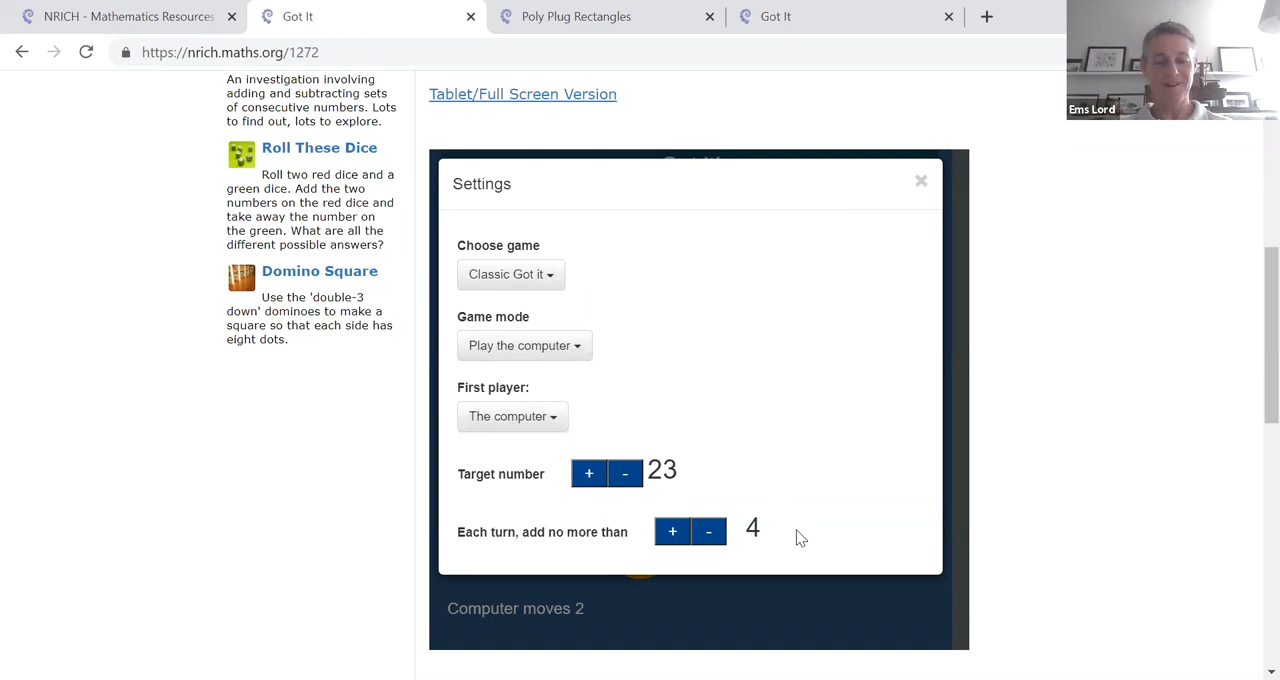 NRICH - Mathematics Resources
Got It
Poly Plug Rectangles
Got It
https://nrich.maths.org/1272
Ems Lord
An investigation involving
adding and subtracting sets
of consecutive numbers. Lots
to find out, lots to explore.
Roll These Dice
Roll two red dice and a
green dice. Add the two
numbers on the red dice and
take away the number on
the green. What are all the
different possible answers?
Domino Square
Use the 'double-3
down' dominoes to make a
square so that each side has
eight dots.
Tablet/Full Screen Version
Settings
Choose game
Classic Got it
Game mode
Play the computer
First player:
The computer
Target number + - 23
Each turn, add no more than + - 4
Computer moves 2